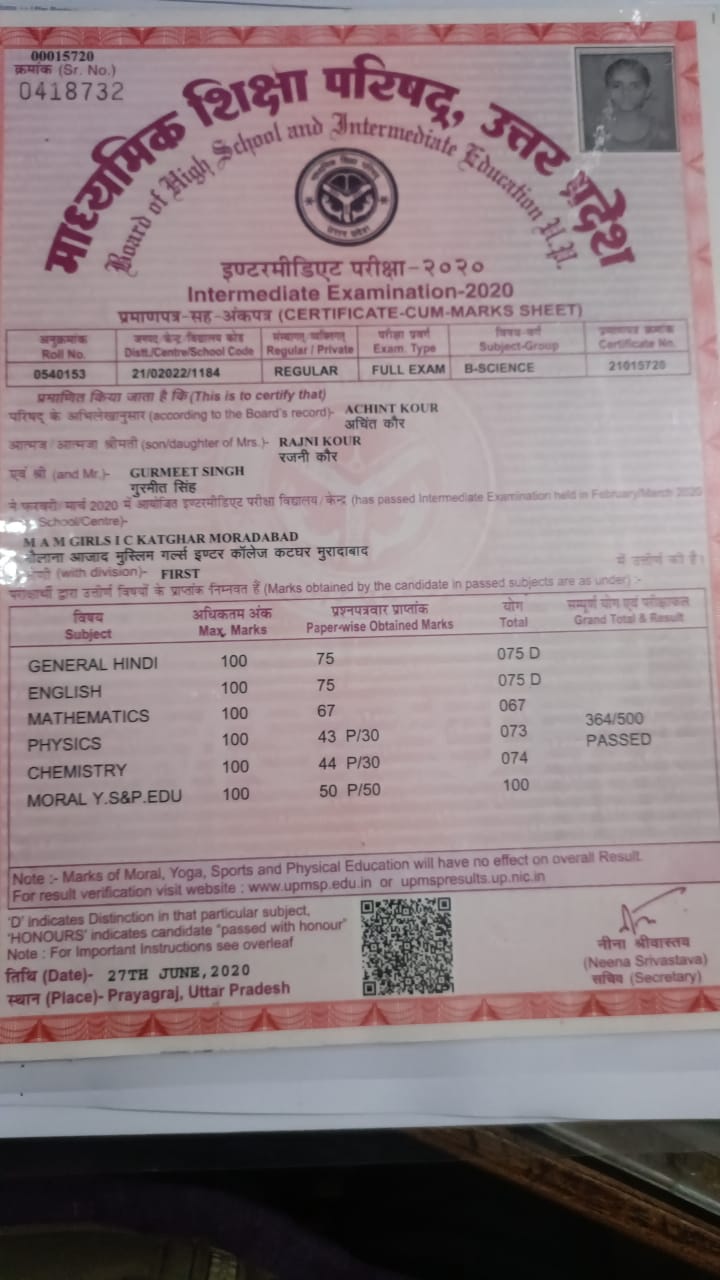 00015720
क्रमांक (Sr. No.)
0418732
माध्यमिक शिक्षा परिषद्, उत्तर प्रदेश
Board of High School and Intermediate Education U.P.
इण्टरमीडिएट परीक्षा-२०२०
Intermediate Examination-2020
प्रमाणपत्र-सह-अंकपत्र (CERTIFICATE-CUM-MARKS SHEET)
अनुक्रमांक जनपद/केन्द्र/विद्यालय कोड संस्थागत/व्यक्तिगत परीक्षा प्रवर्ग विषय-वर्ग प्रमाणपत्र क्रमांक
Roll No. Distt./Centre/School Code Regular / Private Exam. Type Subject-Group Certificate No.
0540153 21/02022/1184 REGULAR FULL EXAM B-SCIENCE 21015720
प्रमाणित किया जाता है कि (This is to certify that)
परिषद के अभिलेखानुसार (according to the Board's record)- ACHINT KOUR
अचिंत कौर
आत्मज/आत्मजा श्रीमती (son/daughter of Mrs.)- RAJNI KOUR
रजनी कौर
एवं श्री (and Mr.)- GURMEET SINGH
गुरमीत सिंह
ने फरवरी/मार्च 2020 में आयोजित इण्टरमीडिएट परीक्षा विद्यालय/केन्द्र (has passed Intermediate Examination held in February/March 2020
School/Centre)-
M A M GIRLS I C KATGHAR MORADABAD
मौलाना आजाद मुस्लिम गर्ल्स इण्टर कॉलेज कटघर मुरादाबाद
में उत्तीर्ण की है।
(with division)- FIRST
परीक्षार्थी द्वारा उत्तीर्ण विषयों के प्राप्तांक निम्नवत हैं (Marks obtained by the candidate in passed subjects are as under) :-
विषय अधिकतम अंक प्रश्नपत्रवार प्राप्तांक योग सम्पूर्ण योग एवं परीक्षाफल
Subject Max. Marks Paper-wise Obtained Marks Total Grand Total & Result
GENERAL HINDI 100 75 075 D
ENGLISH 100 75 075 D
MATHEMATICS 100 67 067
364/500
PHYSICS 100 43 P/30 073
PASSED
CHEMISTRY 100 44 P/30 074
MORAL Y.S&P.EDU 100 50 P/50 100
Note :- Marks of Moral, Yoga, Sports and Physical Education will have no effect on overall Result.
For result verification visit website : www.upmsp.edu.in or upmspresults.up.nic.in
'D' indicates Distinction in that particular subject,
'HONOURS' indicates candidate "passed with honour"
Note : For Important Instructions see overleaf
तिथि (Date)- 27TH JUNE, 2020
स्थान (Place)- Prayagraj, Uttar Pradesh
नीना श्रीवास्तव
(Neena Srivastava)
सचिव (Secretary)